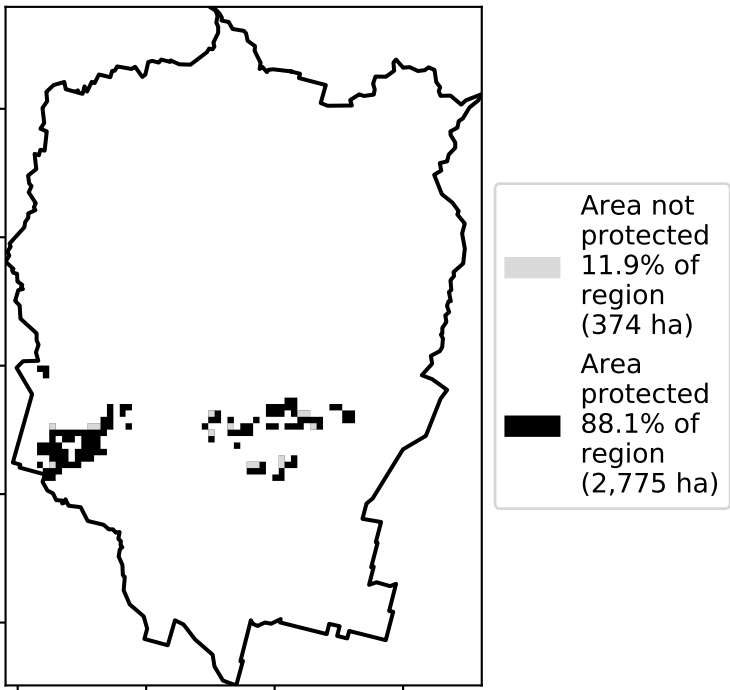 Area not
protected
11.9% of
region
(374 ha)
Area
protected
88.1% of
region
(2,775 ha)